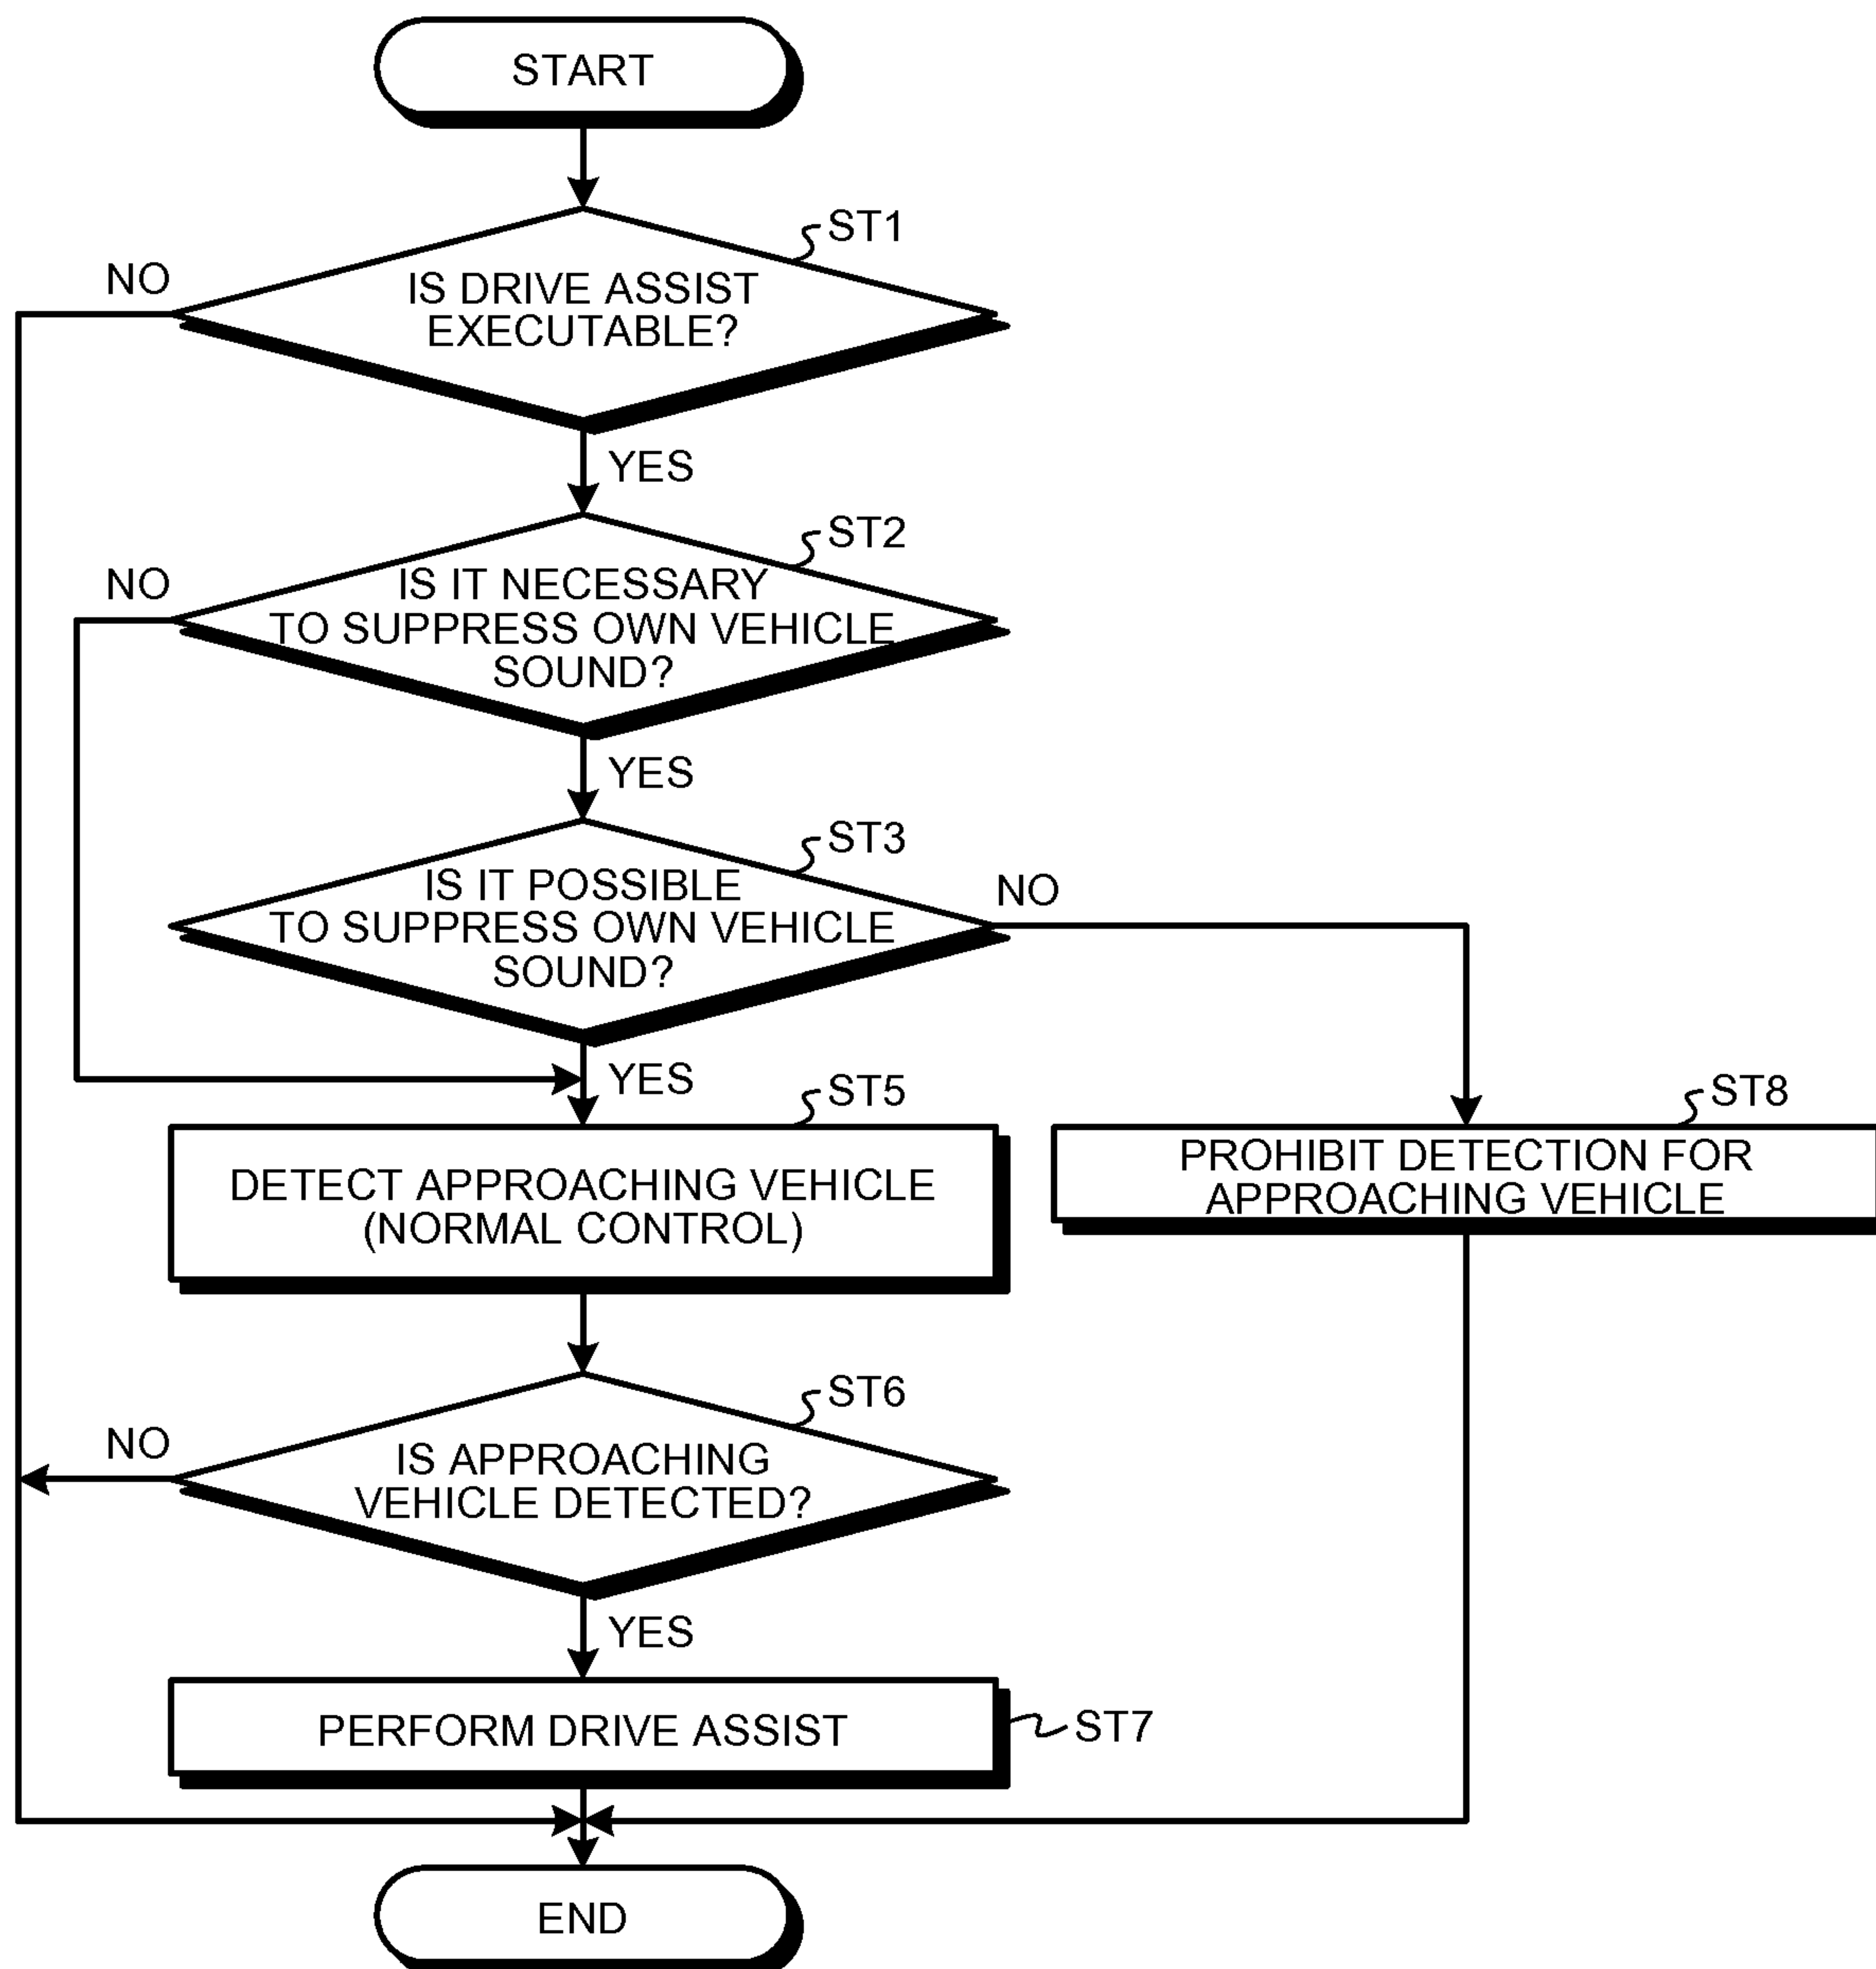 START
ST1
NO
IS DRIVE ASSIST
EXECUTABLE?
YES
ST2
NO
IS IT NECESSARY
TO SUPPRESS OWN VEHICLE
SOUND?
YES
ST3
IS IT POSSIBLE
TO SUPPRESS OWN VEHICLE
SOUND?
NO
YES
ST5
DETECT APPROACHING VEHICLE
(NORMAL CONTROL)
ST8
PROHIBIT DETECTION FOR
APPROACHING VEHICLE
ST6
NO
IS APPROACHING
VEHICLE DETECTED?
YES
PERFORM DRIVE ASSIST
ST7
END